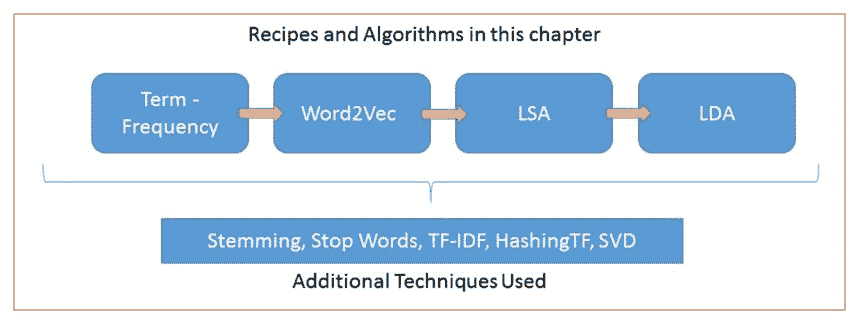 Recipes and Algorithms in this chapter
Term -
Frequency
Word2Vec
LSA
LDA
Stemming, Stop Words, TF-IDF, HashingTF, SVD
Additional Techniques Used